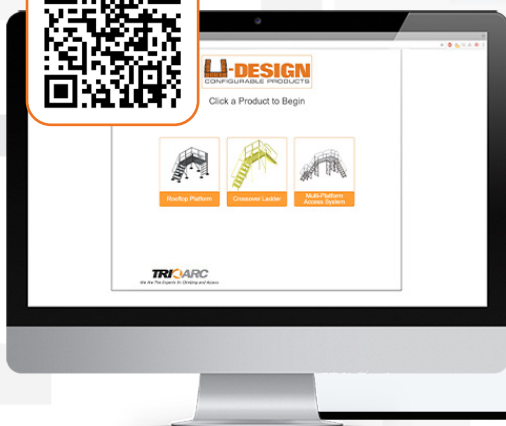 U-DESIGN
CONFIGURABLE PRODUCTS
Click a Product to Begin
Rooftop Platform
Crossover Ladder
Multi-Platform
Access System
TRI-ARC
We Are The Experts In Climbing and Access.